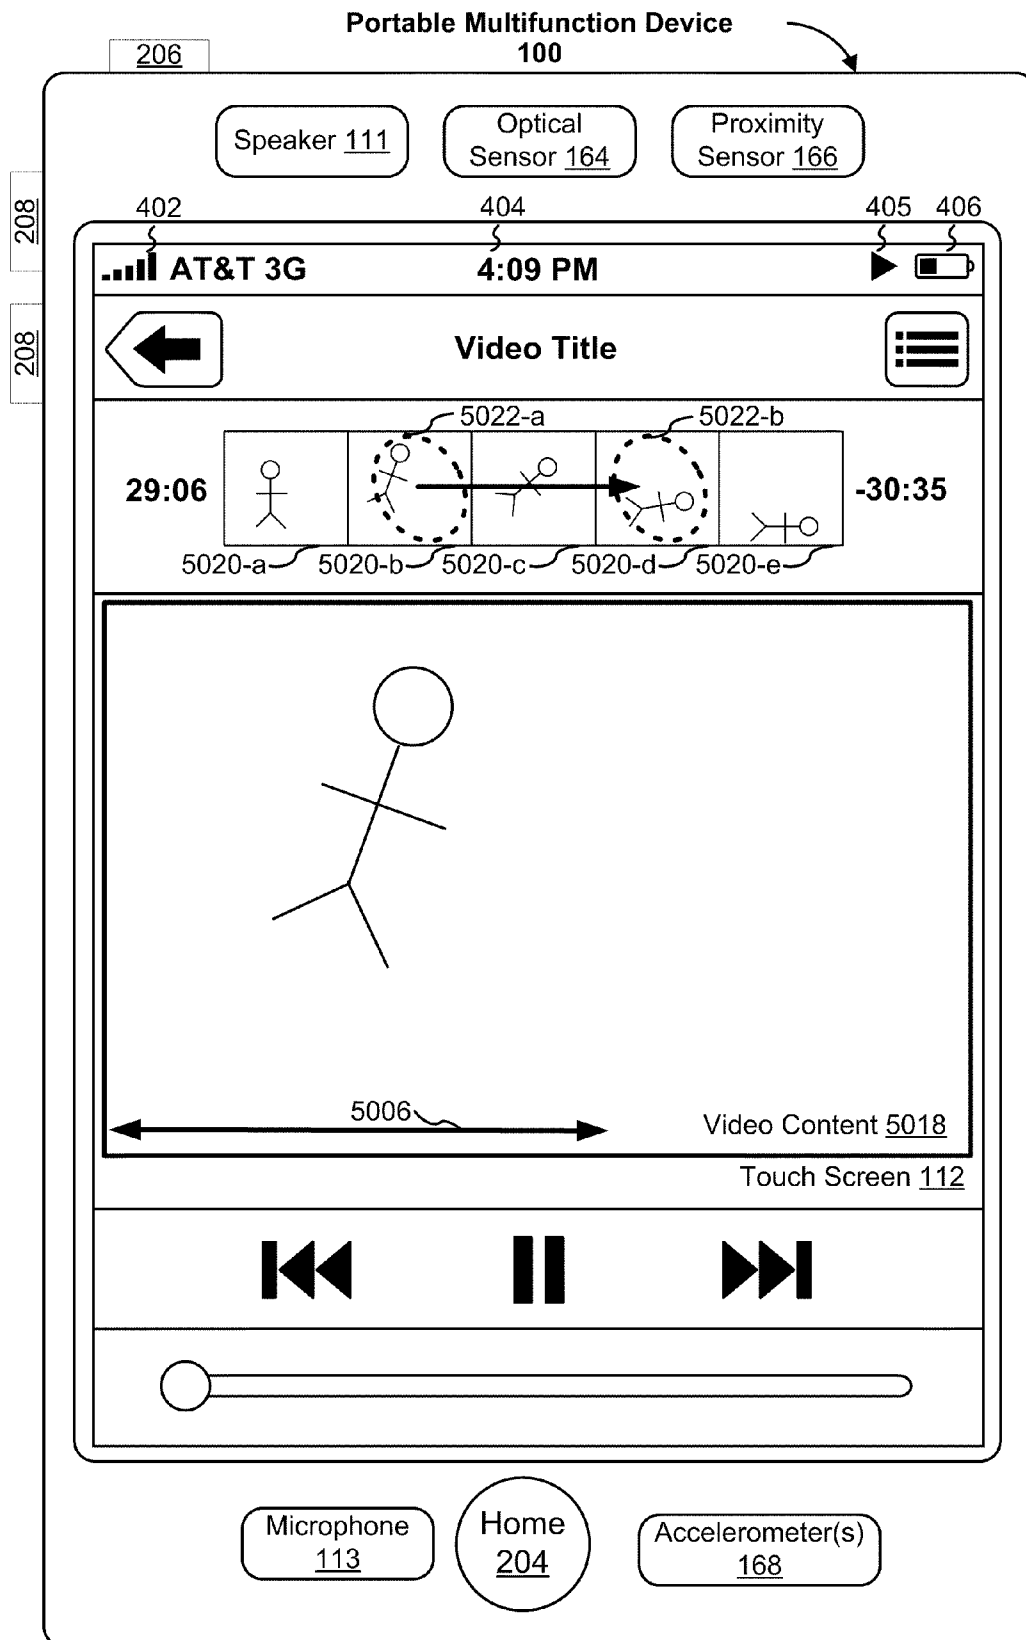 Portable Multifunction Device
100
206
Speaker 111
Optical
Sensor 164
Proximity
Sensor 166
208
208
402
404
405
406
AT&T 3G
4:09 PM
Video Title
5022-a
5022-b
29:06
-30:35
5020-a
5020-b
5020-c
5020-d
5020-e
5006
Video Content 5018
Touch Screen 112
Microphone
113
Home
204
Accelerometer(s)
168